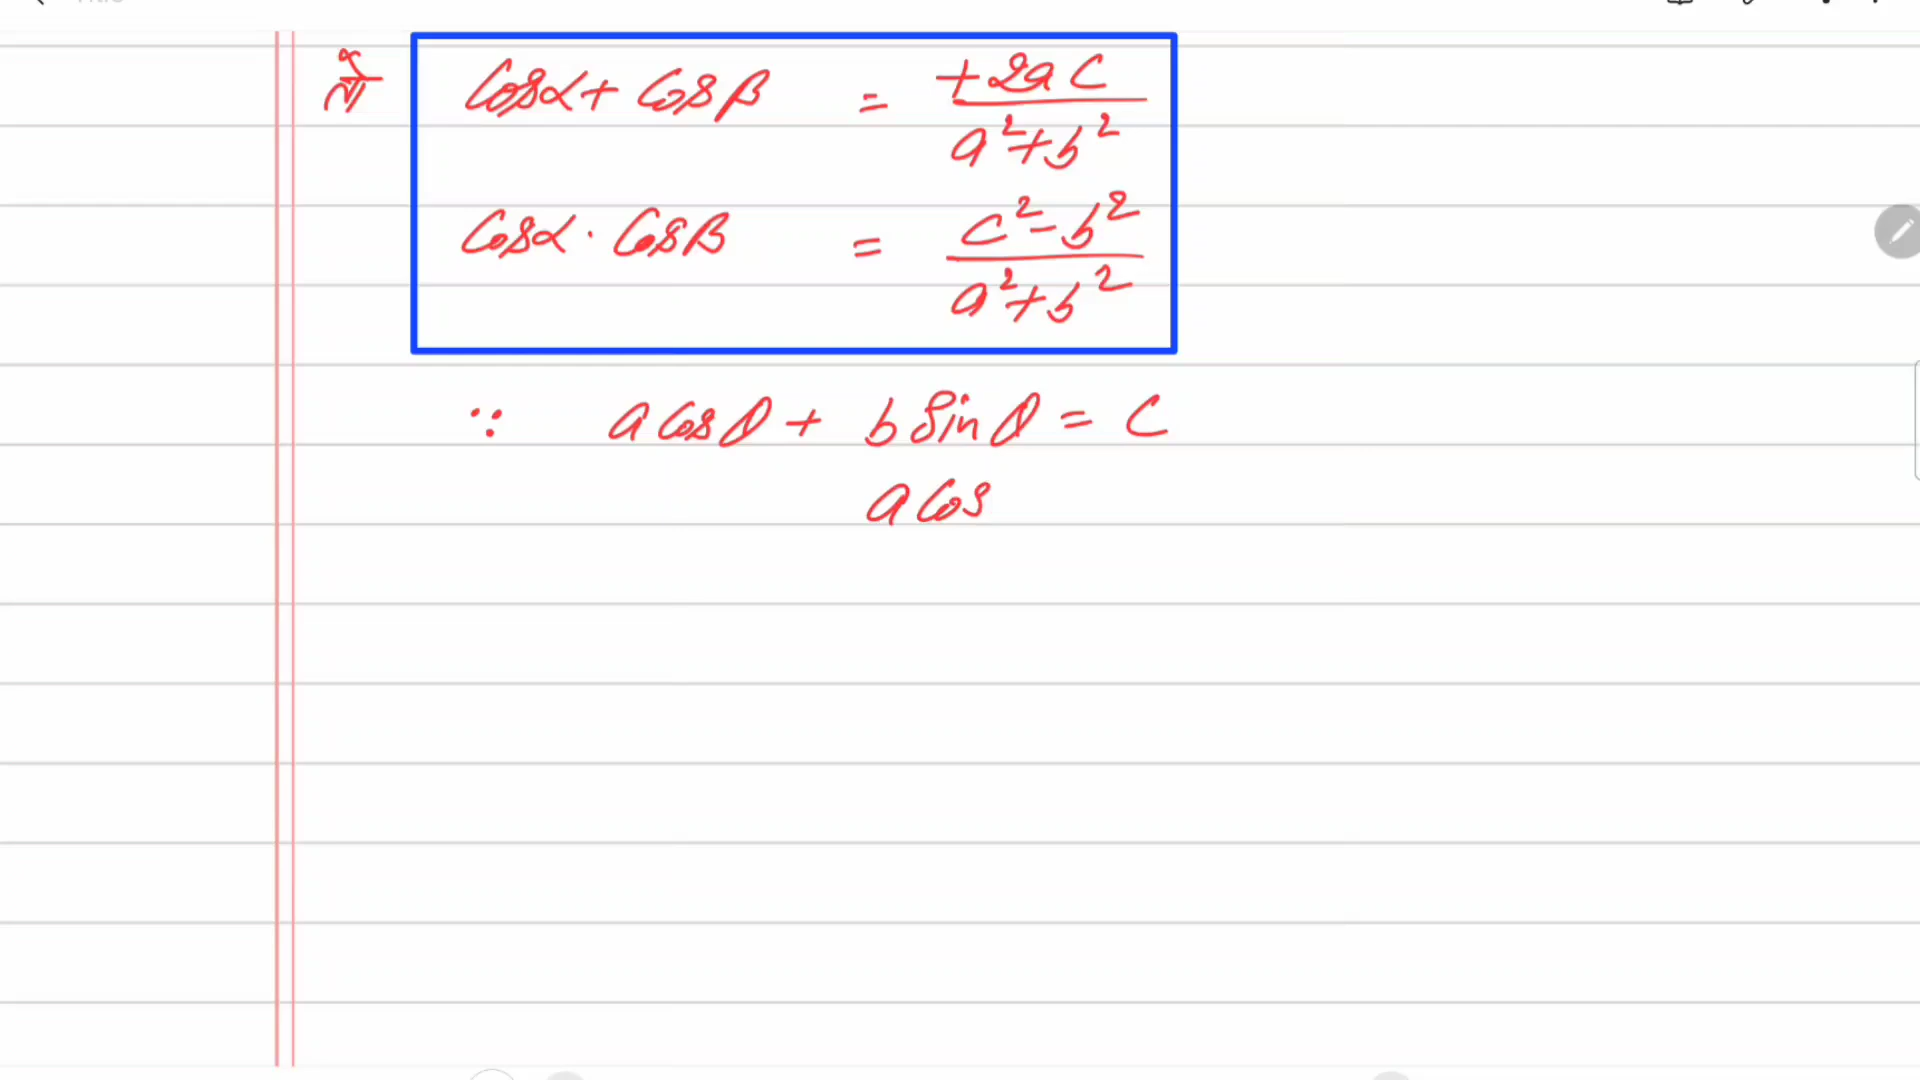 तो Cosα + Cosβ = +2aC / a²+b²
Cosα · Cosβ = c²-b² / a²+b²
∵ a Cosθ + b Sinθ = C
a Cos